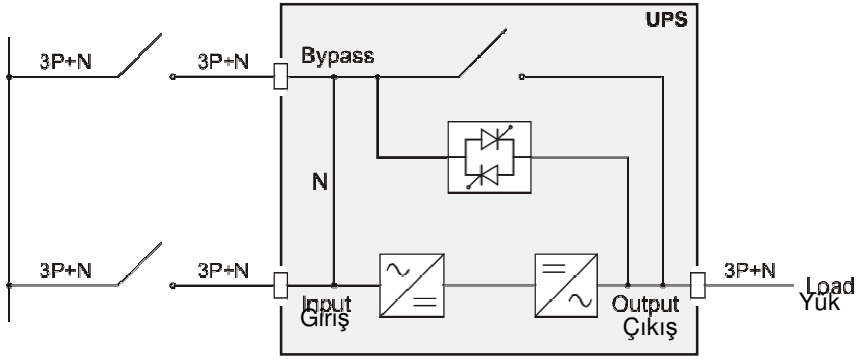 UPS
Bypass
3P+N
3P+N
N
3P+N
3P+N
3P+N
Input
Giriş
Output
Çıkış
Load
Yük